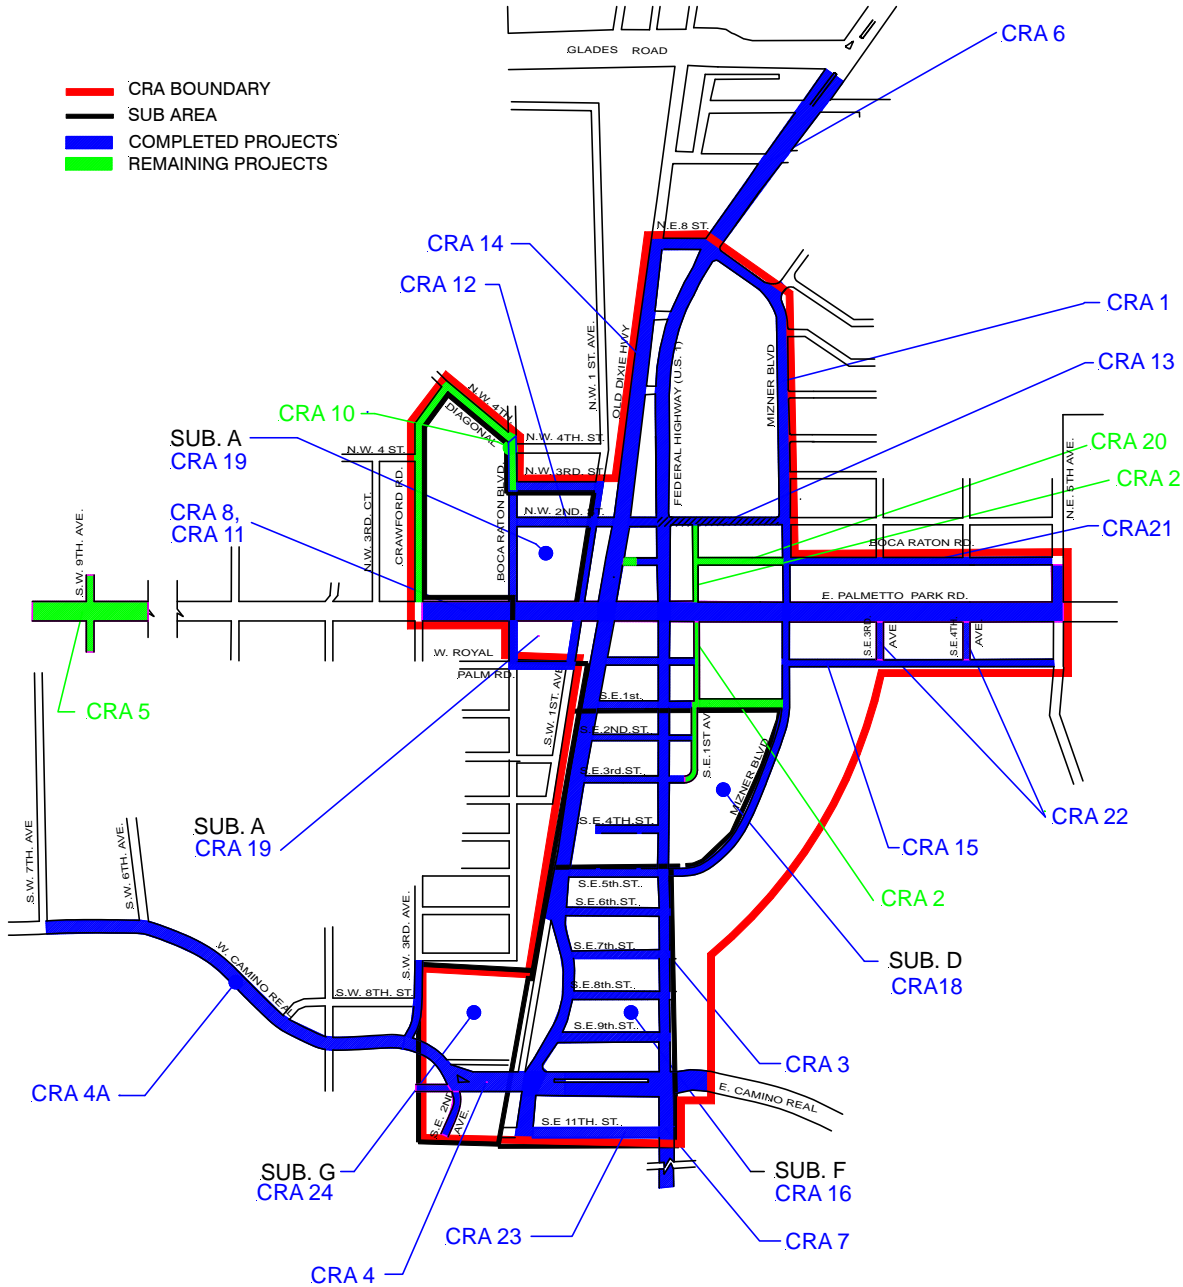 GLADES ROAD
CRA 6
CRA BOUNDARY
SUB AREA
COMPLETED PROJECTS
REMAINING PROJECTS
N.E.8 ST.
CRA 14
CRA 12
CRA 1
CRA 13
N.W. 1 ST. AVE.
OLD DIXIE HWY
FEDERAL HIGHWAY (U.S. 1)
MIZNER BLVD
N.W. 4TH
DIAGONAL
CRA 10
SUB. A
CRA 19
N.W. 4 ST.
N.W. 4TH. ST.
N.W. 3RD. ST.
CRA 20
CRA 2
N.E. 5TH AVE.
CRA 8,
CRA 11
S.W. 9TH. AVE.
N.W. 3RD. CT.
CRAWFORD RD.
BOCA RATON BLVD.
N.W. 2ND. ST.
CRA21
BOCA RATON RD.
E. PALMETTO PARK RD.
S.E.3RD.
AVE
S.E.4TH
AVE
W. ROYAL
PALM RD.
S.W. 1ST. AVE
CRA 5
S.E.1st.
S.E.2ND.ST.
S.E.3rd.ST.
S.E.1ST AV
MIZNER BLVD
S.E.4TH.ST.
CRA 22
CRA 15
SUB. A
CRA 19
S.W. 7TH. AVE
S.W. 6TH. AVE.
S.E.5th.ST..
S.E.6th.ST.
CRA 2
S.W. 3RD. AVE.
W. CAMINO REAL
S.E.7th.ST.
SUB. D
CRA18
S.W. 8TH. ST.
S.E.8th.ST.
S.E.9th.ST..
CRA 3
CRA 4A
E. CAMINO REAL
S.E. 2ND
AVE.
S.E 11TH. ST.
SUB. G
CRA 24
SUB. F
CRA 16
CRA 23
CRA 7
CRA 4